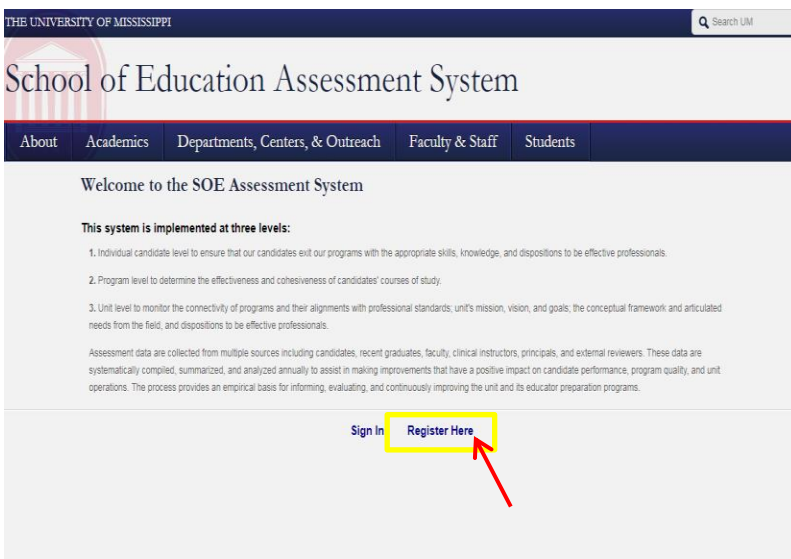 THE UNIVERSITY OF MISSISSIPPI
Search UM
School of Education Assessment System
About Academics Departments, Centers, & Outreach Faculty & Staff Students
Welcome to the SOE Assessment System
This system is implemented at three levels:
1. Individual candidate level to ensure that our candidates exit our programs with the appropriate skills, knowledge, and dispositions to be effective professionals.
2. Program level to determine the effectiveness and cohesiveness of candidates' courses of study.
3. Unit level to monitor the connectivity of programs and their alignments with professional standards; unit's mission, vision, and goals; the conceptual framework and articulated
needs from the field, and dispositions to be effective professionals.
Assessment data are collected from multiple sources including candidates, recent graduates, faculty, clinical instructors, principals, and external reviewers. These data are
systematically compiled, summarized, and analyzed annually to assist in making improvements that have a positive impact on candidate performance, program quality, and unit
operations. The process provides an empirical basis for informing, evaluating, and continuously improving the unit and its educator preparation programs.
Sign In Register Here